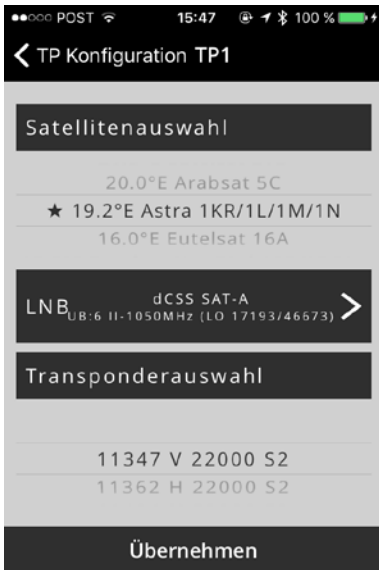 POST 15:47 100 %
TP Konfiguration TP1
Satellitenauswahl
20.0°E Arabsat 5C
★ 19.2°E Astra 1KR/1L/1M/1N
16.0°E Eutelsat 16A
LNB dCSS SAT-A
UB:6 II-1050MHz (LO 17193/46673)
Transponderauswahl
11347 V 22000 S2
11362 H 22000 S2
Übernehmen